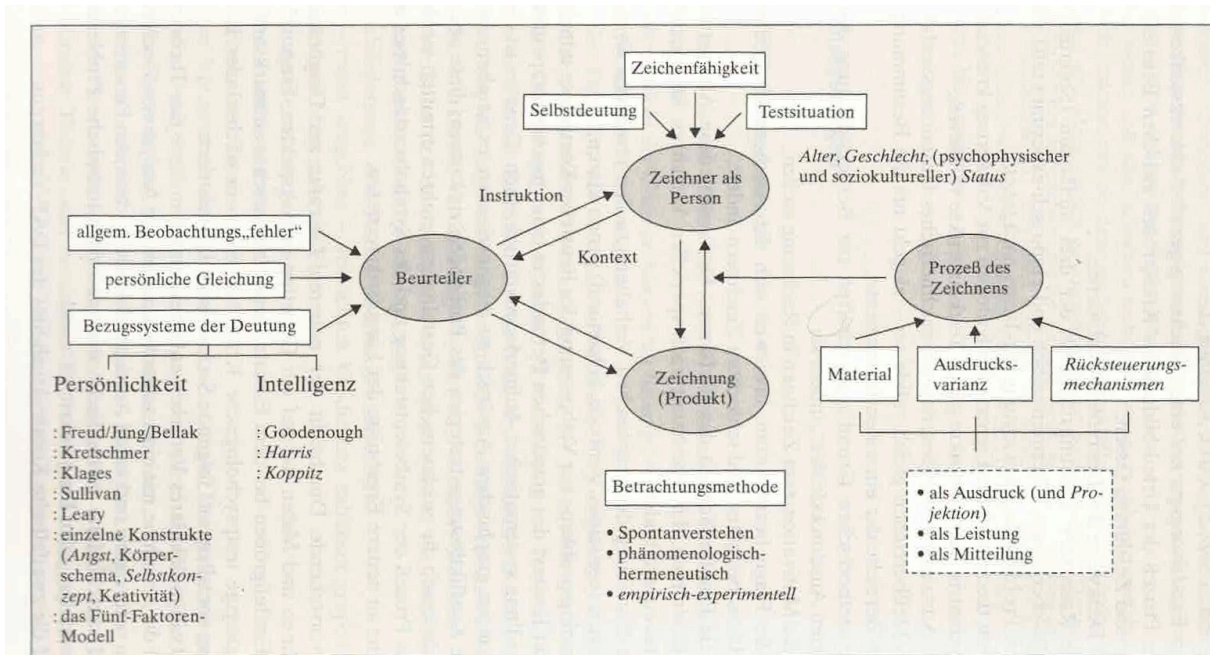 Zeichenfähigkeit
Selbstdeutung
Testsituation
Zeichner als
Person
Alter, Geschlecht, (psychophysischer
und soziokultureller) Status
Instruktion
Kontext
allgem. Beobachtungs„fehler“
persönliche Gleichung
Bezugssysteme der Deutung
Beurteiler
Prozeß des
Zeichnens
Zeichnung
(Produkt)
Material
Ausdrucks-
varianz
Rücksteuerungs-
mechanismen
Persönlichkeit
: Freud/Jung/Bellak
: Kretschmer
: Klages
: Sullivan
: Leary
: einzelne Konstrukte
(Angst, Körper-
schema, Selbstkon-
zept, Keativität)
: das Fünf-Faktoren-
Modell
Intelligenz
: Goodenough
: Harris
: Koppitz
Betrachtungsmethode
• Spontanverstehen
• phänomenologisch-
hermeneutisch
• empirisch-experimentell
• als Ausdruck (und Pro-
jektion)
• als Leistung
• als Mitteilung